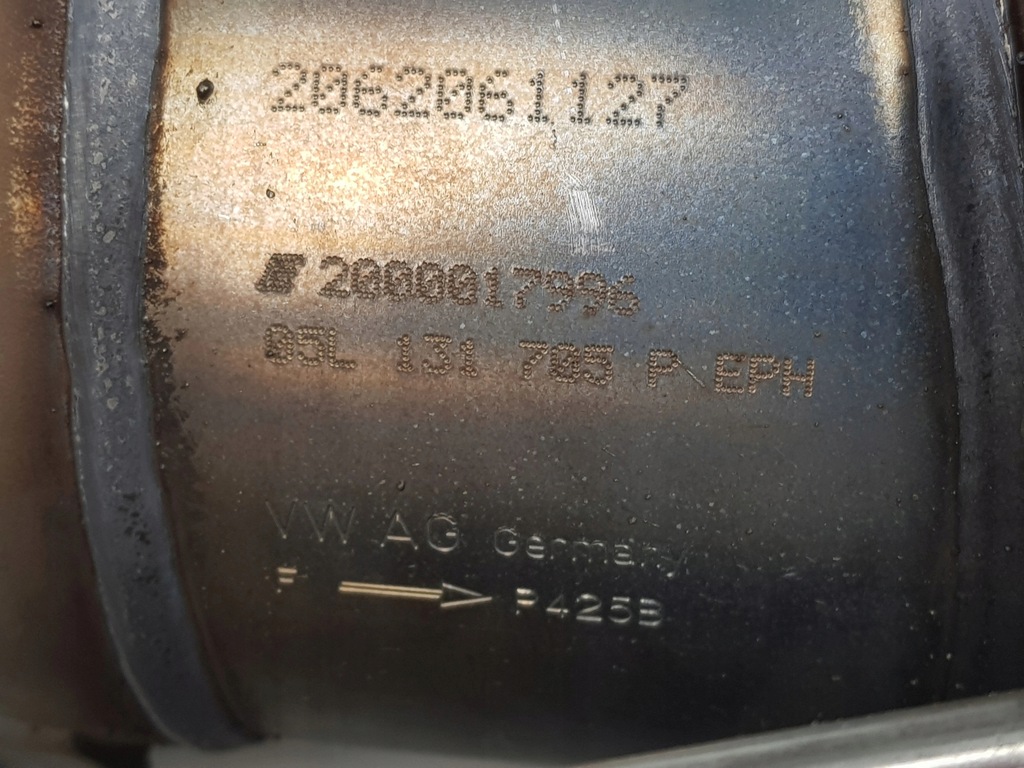 2062061127
2000017996
05L 131 705 P EPH
VW AG Germany
F P425B